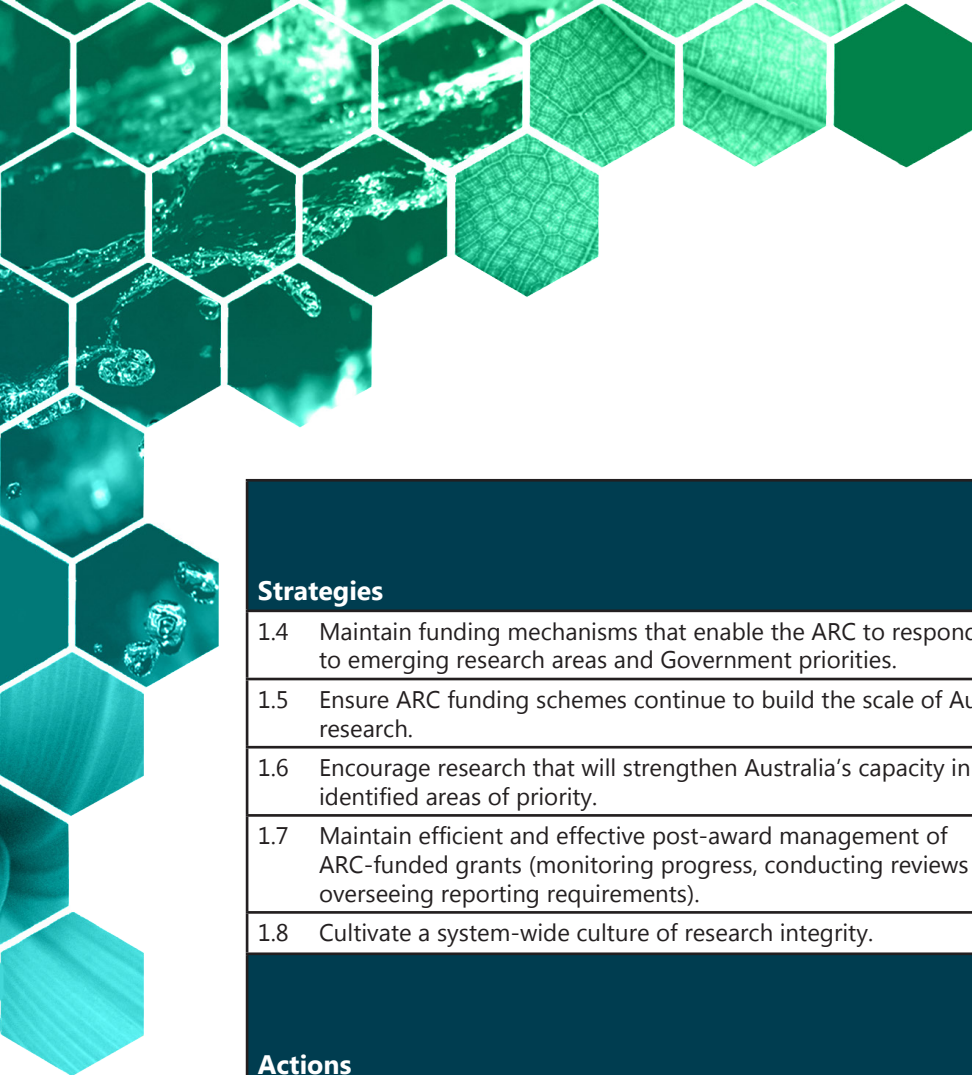 Strategies
1.4 Maintain funding mechanisms that enable the ARC to respond
to emerging research areas and Government priorities.
1.5 Ensure ARC funding schemes continue to build the scale of
research.
1.6 Encourage research that will strengthen Australia's capacity in
identified areas of priority.
1.7 Maintain efficient and effective post-award management of
ARC-funded grants (monitoring progress, conducting reviews
overseeing reporting requirements).
1.8 Cultivate a system-wide culture of research integrity.
Actions